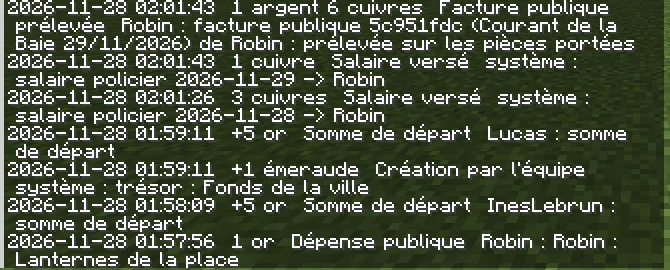 2026-11-28 02:01:43  1 argent 6 cuivres  Facture publique
prélevée  Robin : facture publique 5c951fdc (Courant de la
Baie 29/11/2026) de Robin : prélevée sur les pièces portées
2026-11-28 02:01:43  1 cuivre  Salaire versé  système :
salaire policier 2026-11-29 -> Robin
2026-11-28 02:01:26  3 cuivres  Salaire versé  système :
salaire policier 2026-11-28 -> Robin
2026-11-28 01:59:11  +5 or  Somme de départ  Lucas : somme
de départ
2026-11-28 01:59:11  +1 émeraude  Création par l'équipe
système : trésor : Fonds de la ville
2026-11-28 01:58:09  +5 or  Somme de départ  InesLebrun :
somme de départ
2026-11-28 01:57:56  1 or  Dépense publique  Robin : Robin :
Lanternes de la place